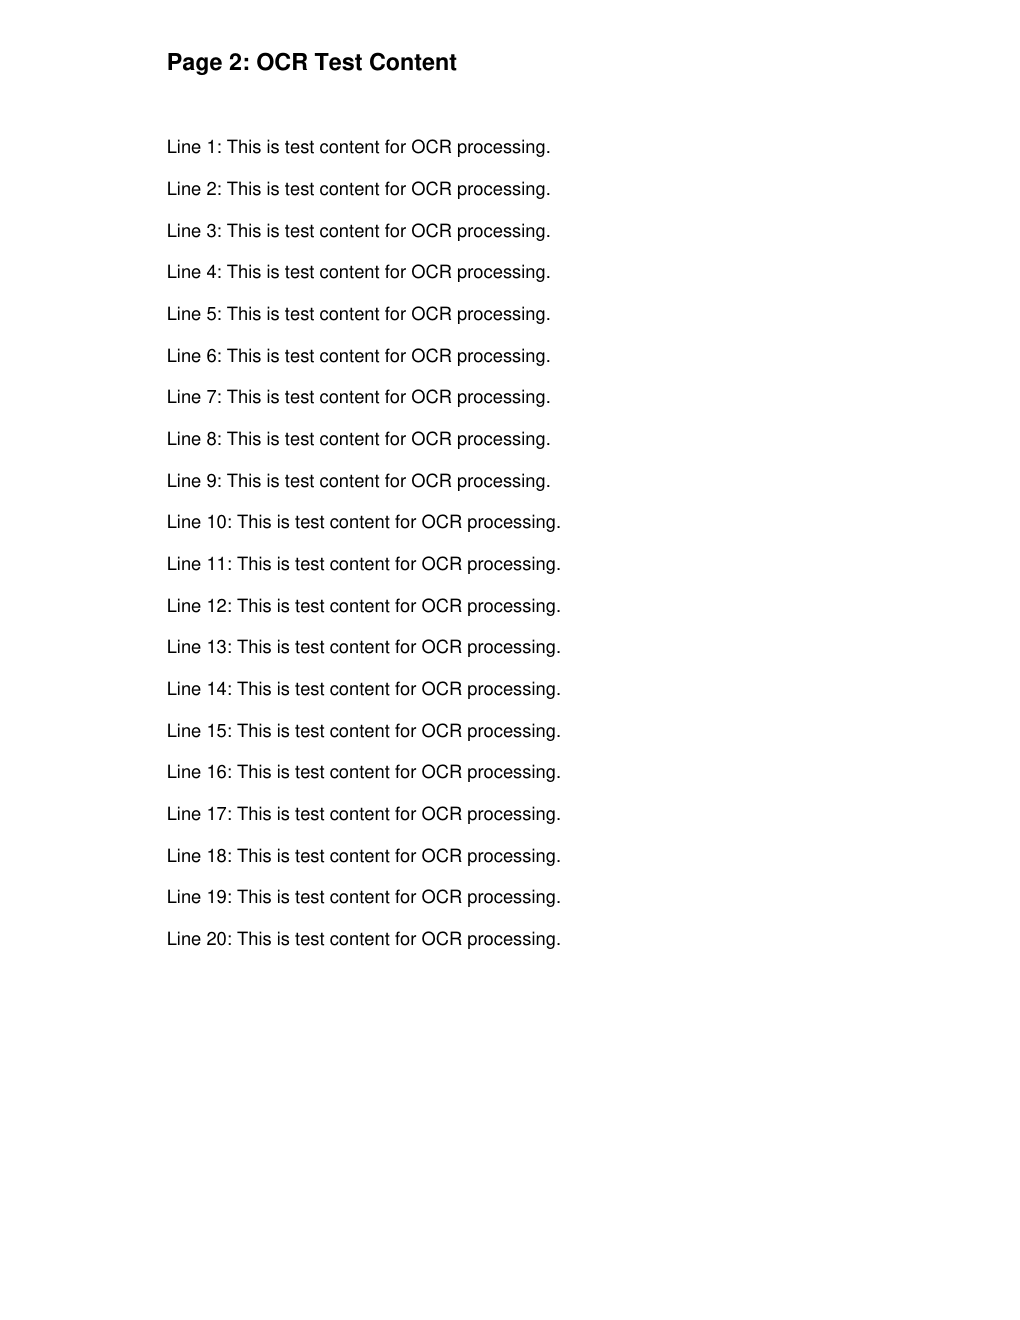 Page 2: OCR Test Content
Line 1: This is test content for OCR processing.
Line 2: This is test content for OCR processing.
Line 3: This is test content for OCR processing.
Line 4: This is test content for OCR processing.
Line 5: This is test content for OCR processing.
Line 6: This is test content for OCR processing.
Line 7: This is test content for OCR processing.
Line 8: This is test content for OCR processing.
Line 9: This is test content for OCR processing.
Line 10: This is test content for OCR processing.
Line 11: This is test content for OCR processing.
Line 12: This is test content for OCR processing.
Line 13: This is test content for OCR processing.
Line 14: This is test content for OCR processing.
Line 15: This is test content for OCR processing.
Line 16: This is test content for OCR processing.
Line 17: This is test content for OCR processing.
Line 18: This is test content for OCR processing.
Line 19: This is test content for OCR processing.
Line 20: This is test content for OCR processing.